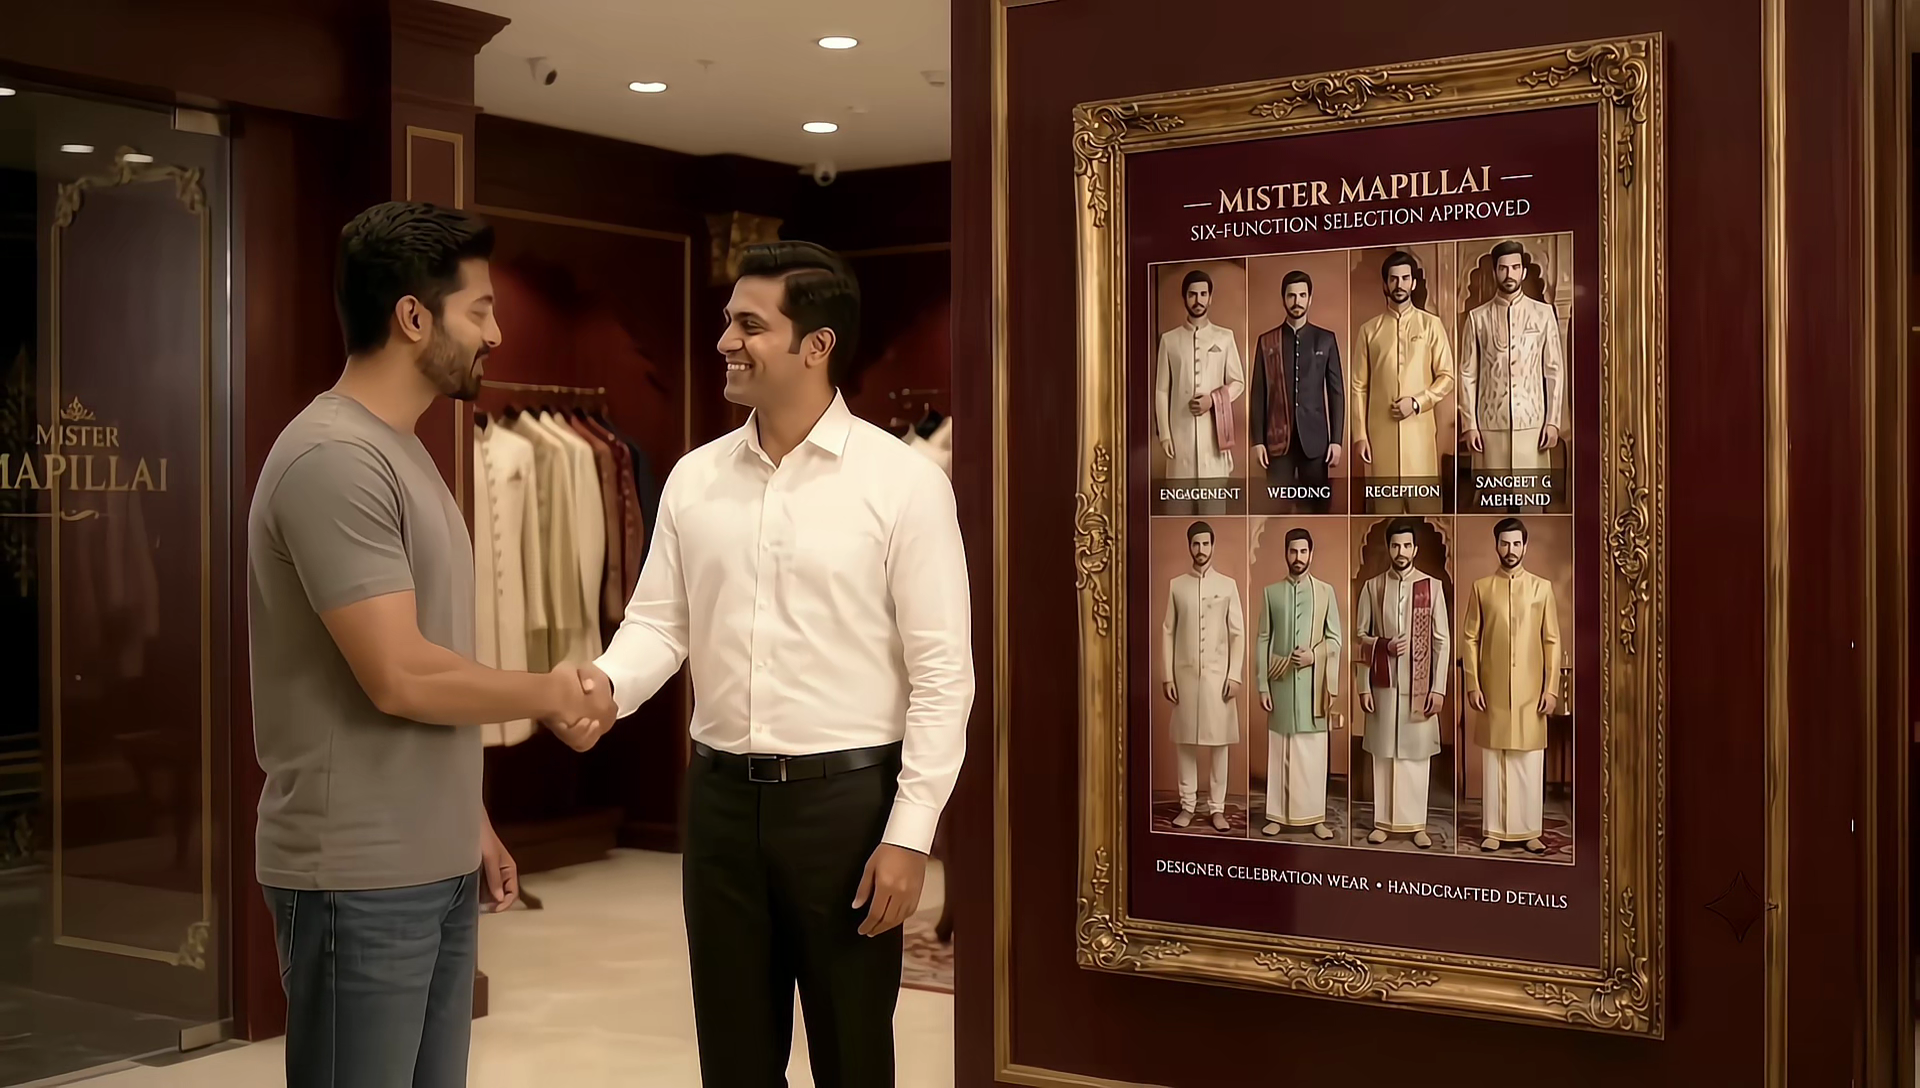 MISTER
MAPILLAI
— MISTER MAPILLAI —
SIX-FUNCTION SELECTION APPROVED
ENGAGENENT
WEDDING
RECEPTION
SANGEET G
MEHENID
DESIGNER CELEBRATION WEAR • HANDCRAFTED DETAILS